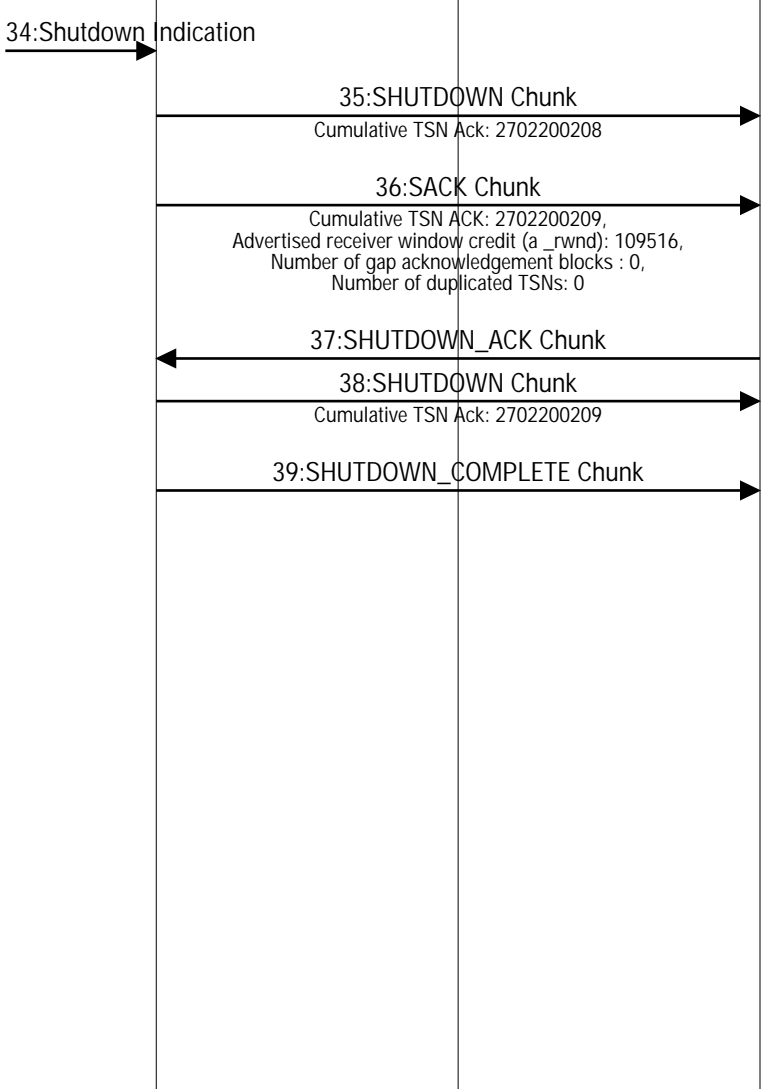 34:Shutdown Indication
35:SHUTDOWN Chunk
Cumulative TSN Ack: 2702200208
36:SACK Chunk
Cumulative TSN ACK: 2702200209,
Advertised receiver window credit (a _rwnd): 109516,
Number of gap acknowledgement blocks : 0,
Number of duplicated TSNs: 0
37:SHUTDOWN_ACK Chunk
38:SHUTDOWN Chunk
Cumulative TSN Ack: 2702200209
39:SHUTDOWN_COMPLETE Chunk